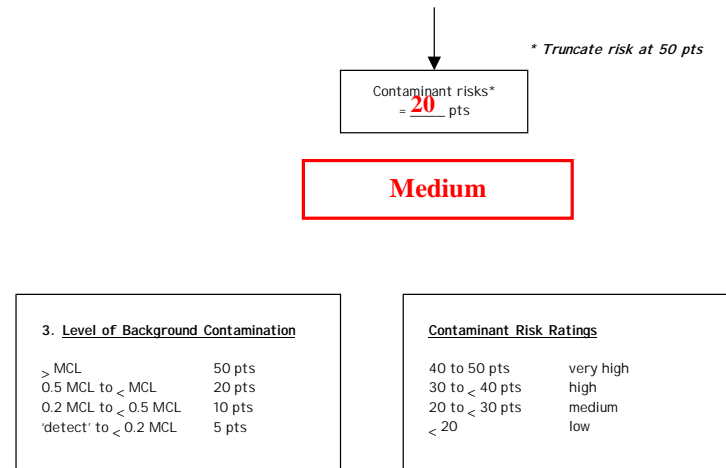 * Truncate risk at 50 pts
Contaminant risks*
= 20 pts
Medium
3. Level of Background Contamination
> MCL 50 pts
0.5 MCL to < MCL 20 pts
0.2 MCL to < 0.5 MCL 10 pts
'detect' to < 0.2 MCL 5 pts
Contaminant Risk Ratings
40 to 50 pts very high
30 to < 40 pts high
20 to < 30 pts medium
< 20 low